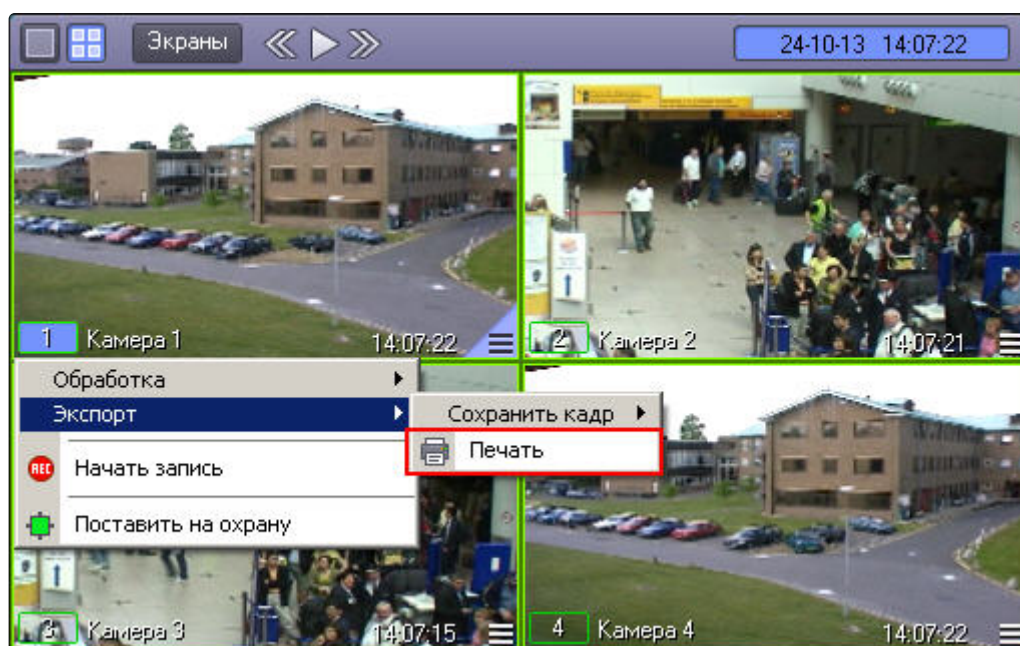 Экраны
24-10-13 14:07:22
1 Камера 1 14:07:22
2 Камера 2 14:07:21
Обработка
Экспорт
Сохранить кадр
Печать
REC Начать запись
Поставить на охрану
3 Камера 3 14:07:15
4 Камера 4 14:07:22